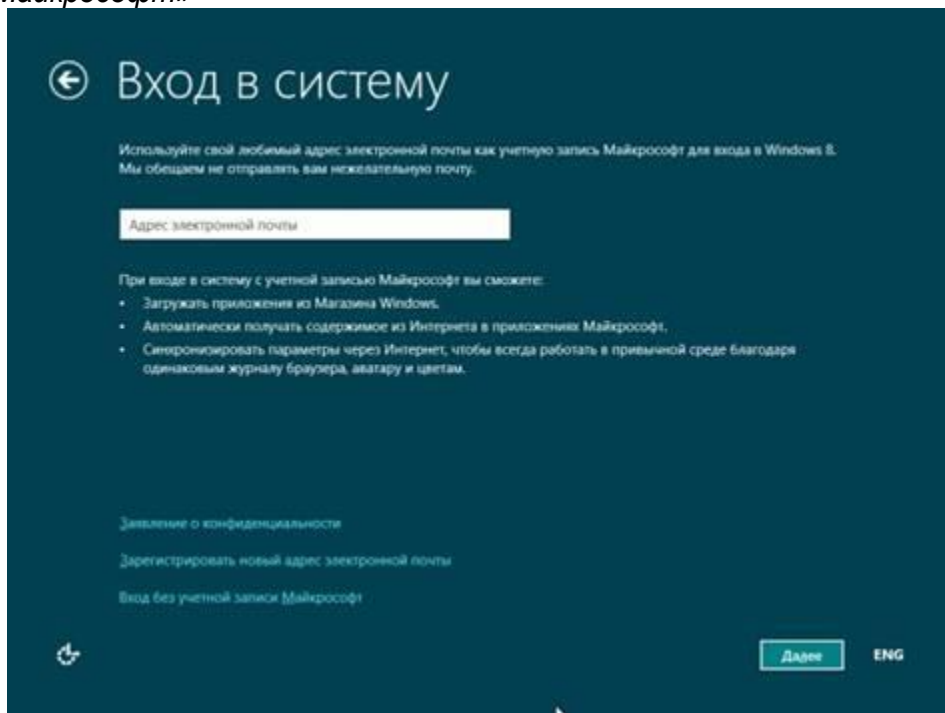 Майкрософт»
Вход в систему
Используйте свой любимый адрес электронной почты как учетную запись Майкрософт для входа в Windows 8.
Мы обещаем не отправлять вам нежелательную почту.
Адрес электронной почты
При входе в систему с учетной записью Майкрософт вы сможете:
• Загружать приложения из Магазина Windows.
• Автоматически получать содержимое из Интернета в приложениях Майкрософт.
• Синхронизировать параметры через Интернет, чтобы всегда работать в привычной среде благодаря
одинаковым журналу браузера, аватару и цветам.
Заявление о конфиденциальности
Зарегистрировать новый адрес электронной почты
Вход без учетной записи Майкрософт
Далее ENG